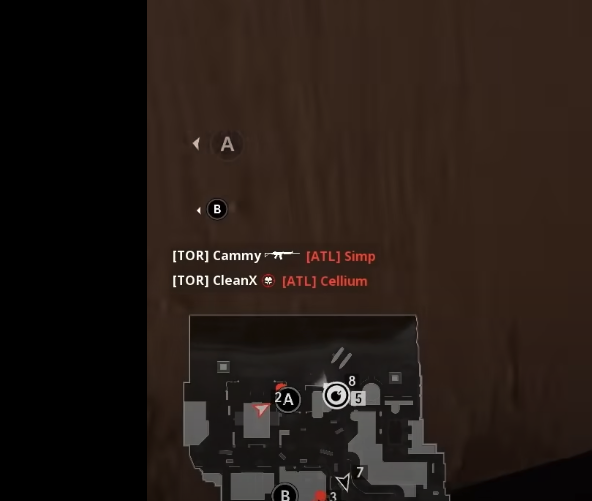 A
B
[TOR] Cammy [ATL] Simp
[TOR] CleanX [ATL] Cellium
8
2 A 5
7
B 3